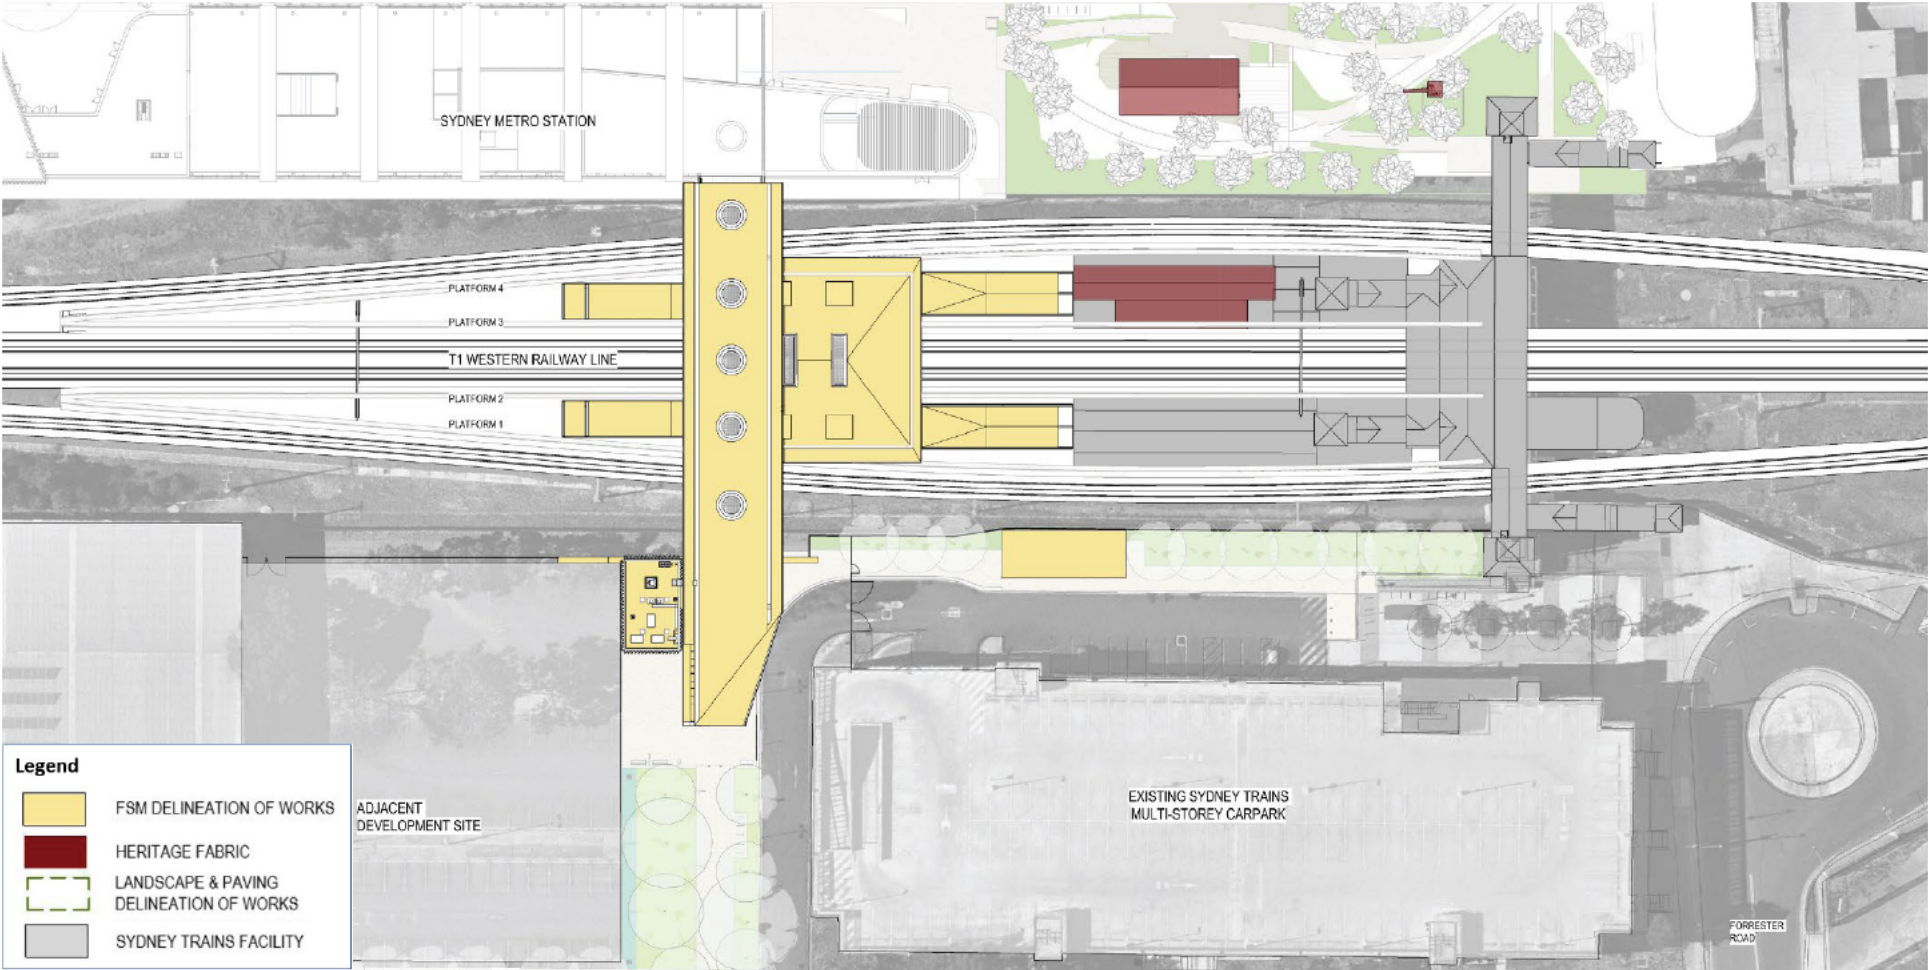 SYDNEY METRO STATION
PLATFORM 4
PLATFORM 3
T1 WESTERN RAILWAY LINE
PLATFORM 2
PLATFORM 1
Legend
FSM DELINEATION OF WORKS
HERITAGE FABRIC
LANDSCAPE & PAVING
DELINEATION OF WORKS
SYDNEY TRAINS FACILITY
ADJACENT
DEVELOPMENT SITE
EXISTING SYDNEY TRAINS
MULTI-STOREY CARPARK
FORRESTER
ROAD